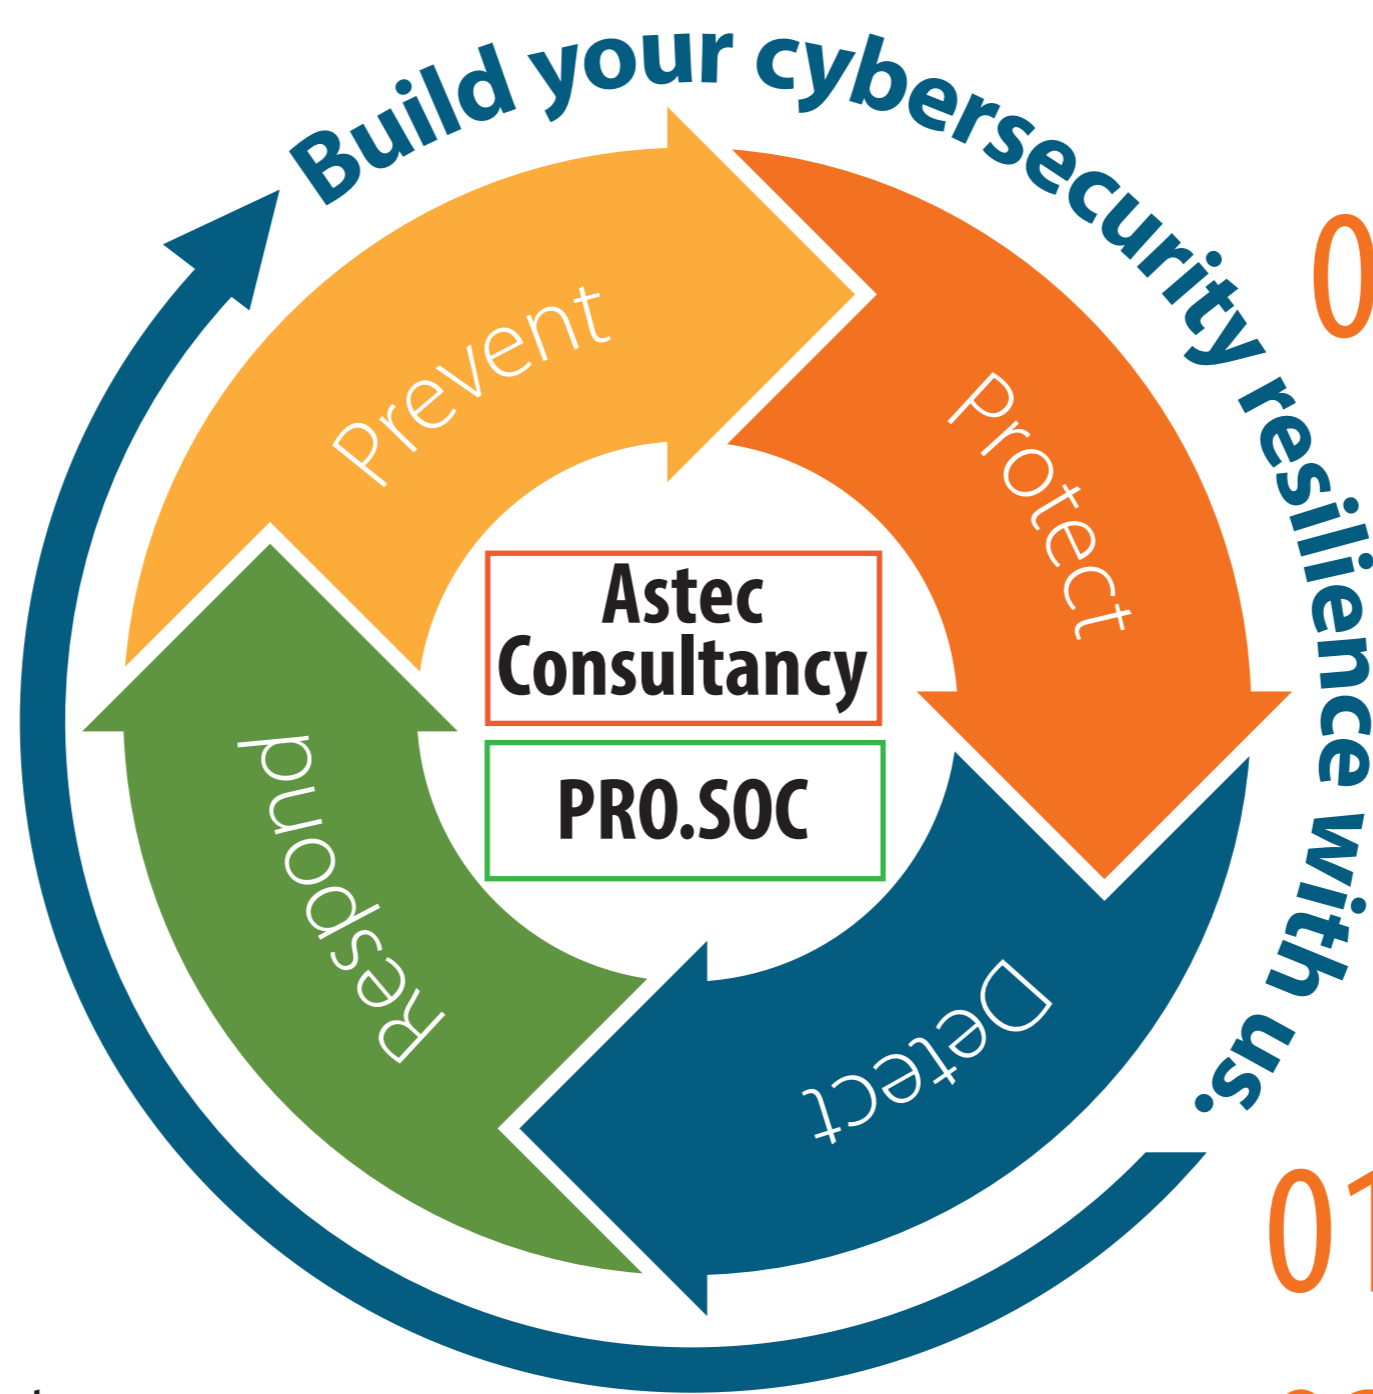 Build your cybersecurity resilience with us.
Prevent
Protect
Detect
Respond
Astec
Consultancy
PRO.SOC
0
01